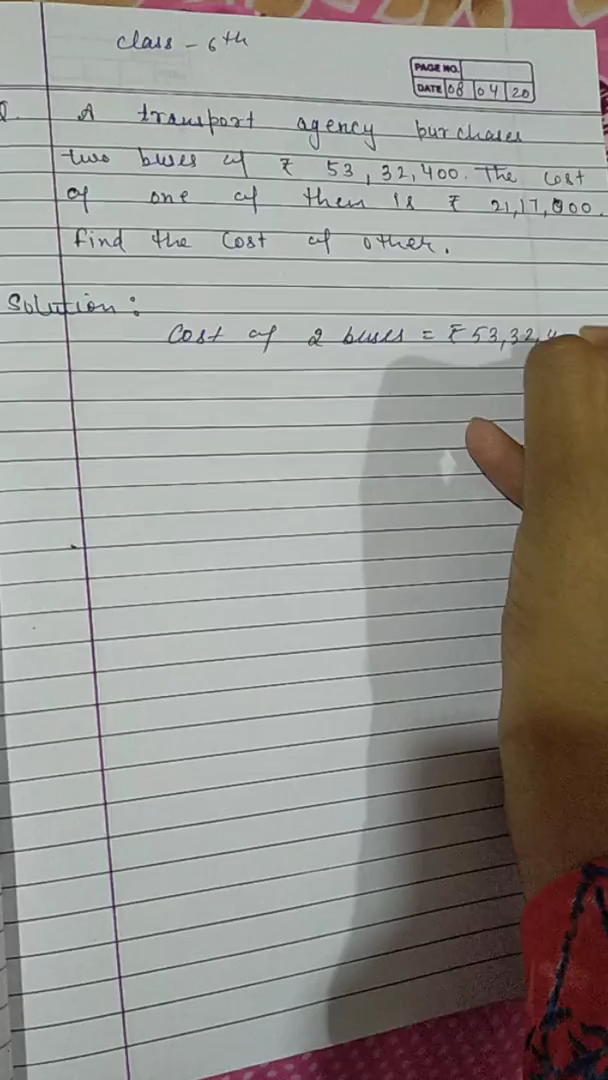 class - 6th
PAGE NO.
DATE 08 04 20
Q. A transport agency purchases
two buses of ₹ 53,32,400. The cost
of one of them is ₹ 21,17,000.
find the cost of other.
Solution :
Cost of 2 buses = ₹ 53,32,4